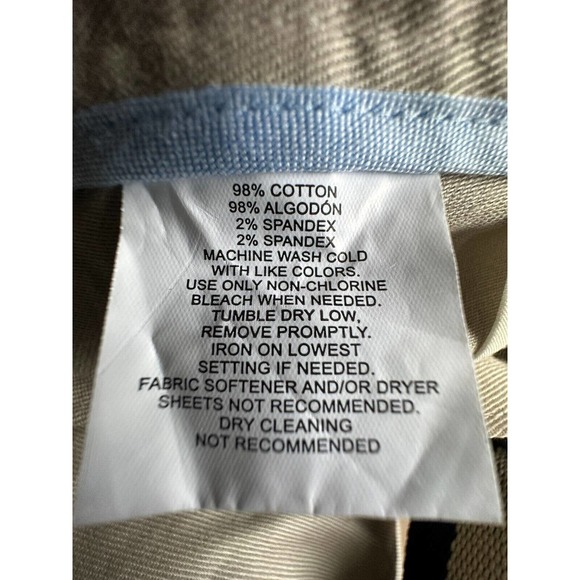 98% COTTON
98% ALGODÓN
2% SPANDEX
2% SPANDEX
MACHINE WASH COLD
WITH LIKE COLORS.
USE ONLY NON-CHLORINE
BLEACH WHEN NEEDED.
TUMBLE DRY LOW,
REMOVE PROMPTLY.
IRON ON LOWEST
SETTING IF NEEDED.
FABRIC SOFTENER AND/OR DRYER
SHEETS NOT RECOMMENDED.
DRY CLEANING
NOT RECOMMENDED